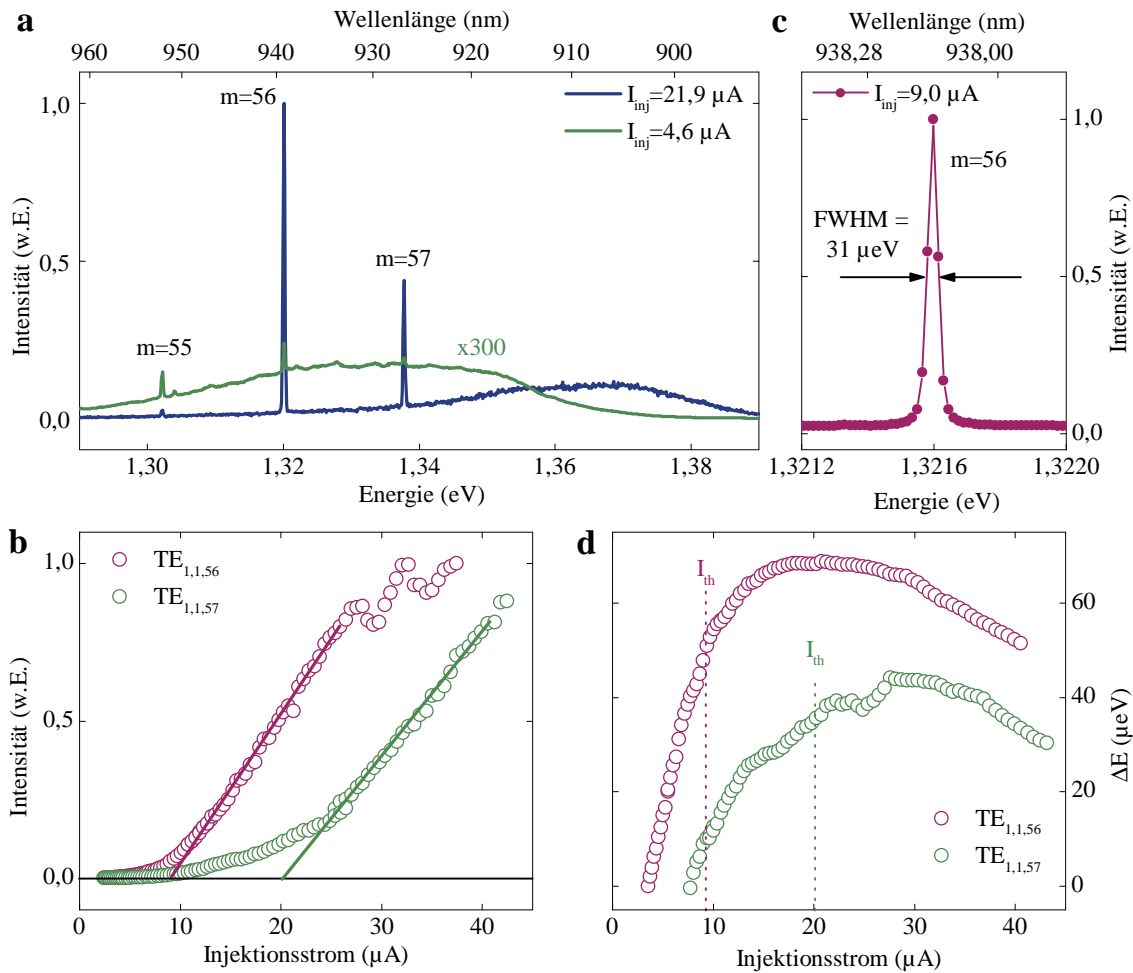 a
Wellenlänge (nm)
960 950 940 930 920 910 900
m=56
I_inj=21,9 µA
I_inj=4,6 µA
m=57
m=55
x300
1,0
0,5
0,0
Intensität (w.E.)
1,30 1,32 1,34 1,36 1,38
Energie (eV)
c
Wellenlänge (nm)
938,28 938,00
I_inj=9,0 µA
m=56
FWHM =
31 µeV
1,0
0,5
0,0
Intensität (w.E.)
1,3212 1,3216 1,3220
Energie (eV)
b
TE1,1,56
TE1,1,57
1,0
0,5
0,0
Intensität (w.E.)
0 10 20 30 40
Injektionsstrom (µA)
d
I_th
I_th
TE1,1,56
TE1,1,57
60
40
20
0
ΔE (µeV)
0 10 20 30 40
Injektionsstrom (µA)